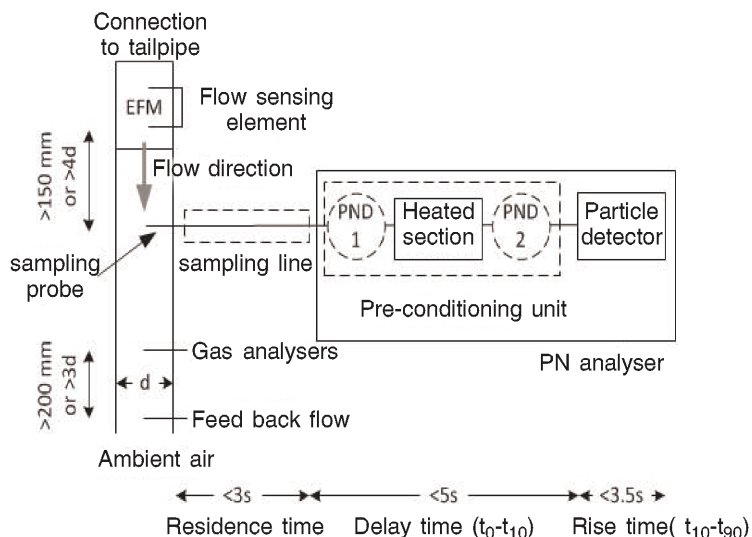 Connection
to tailpipe
EFM
Flow sensing
element
>150 mm
or >4d
Flow direction
PND
1
Heated
section
PND
2
Particle
detector
sampling
probe
sampling line
Pre-conditioning unit
PN analyser
Gas analysers
>200 mm
or >3d
d
Feed back flow
Ambient air
<3s
<5s
<3.5s
Residence time
Delay time (t0-t10)
Rise time( t10-t90)